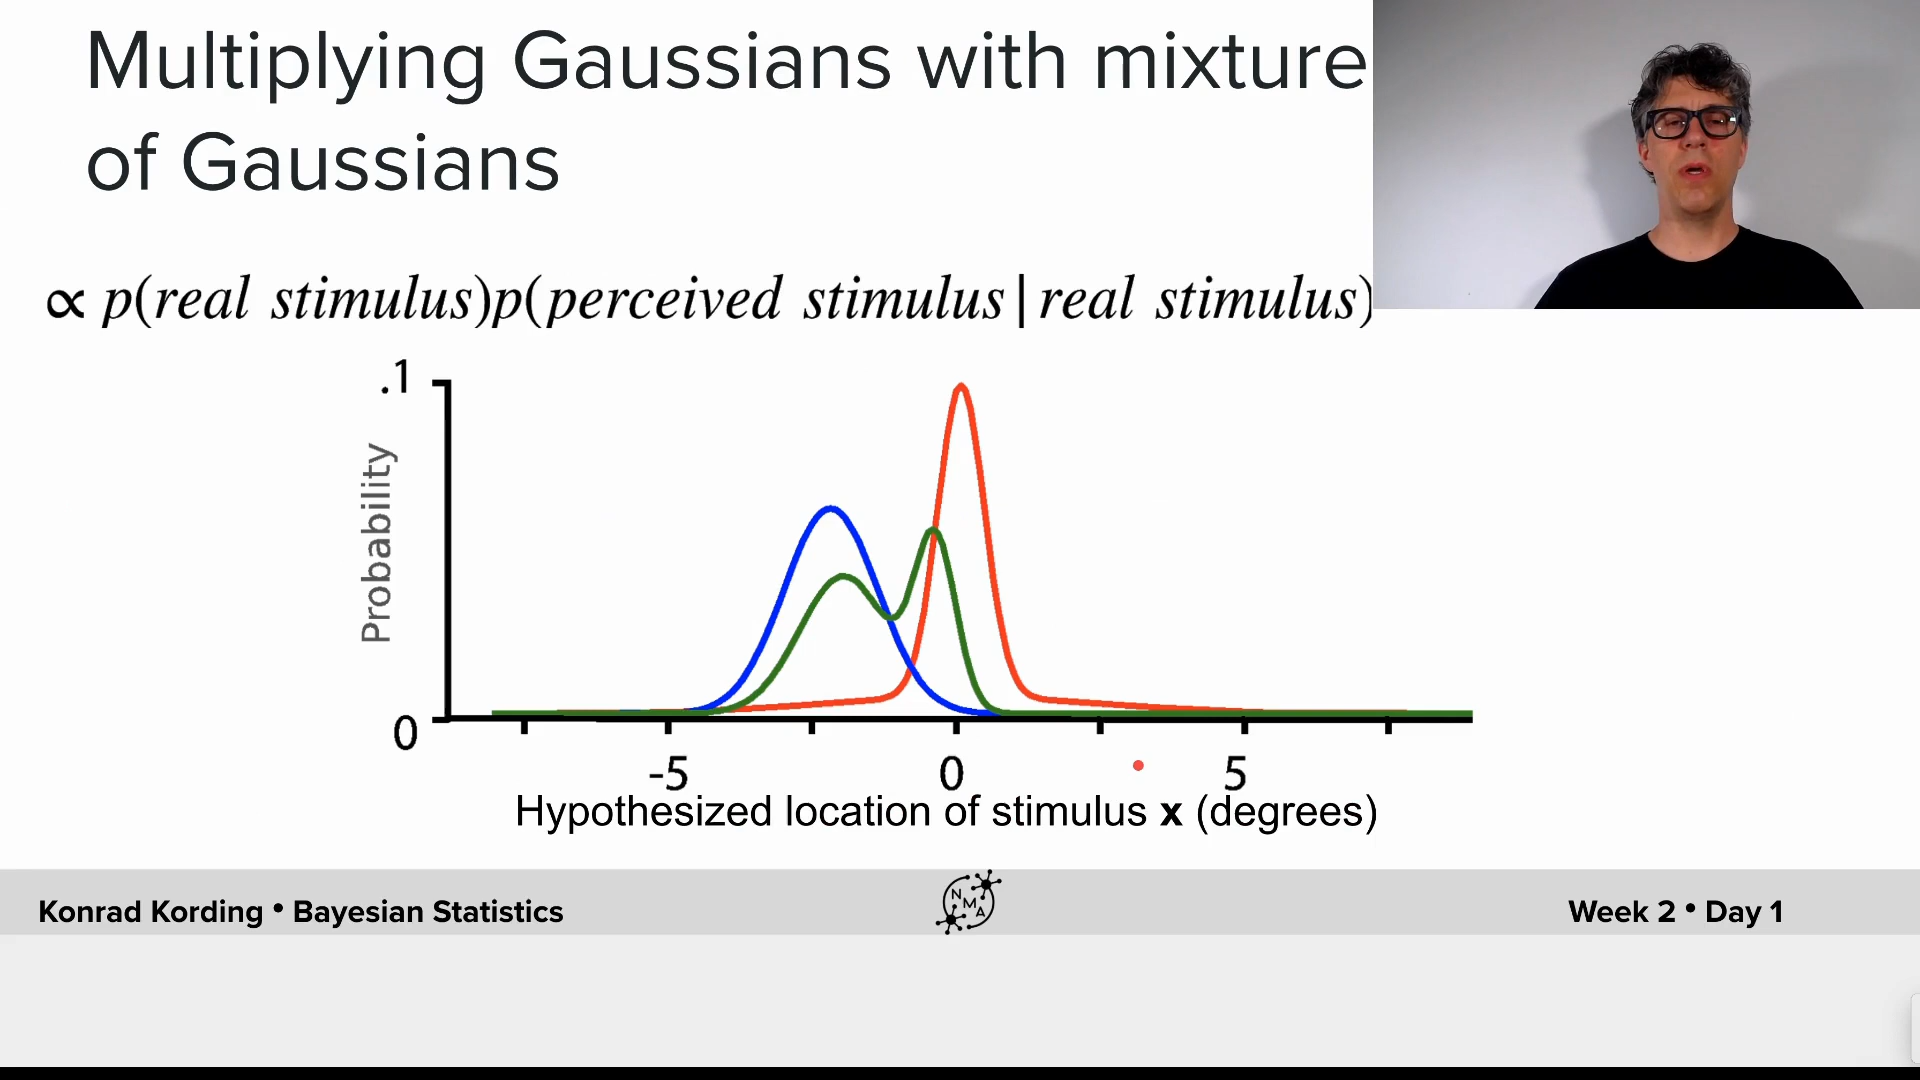 Multiplying Gaussians with mixture
of Gaussians
∝ p(real stimulus)p(perceived stimulus|real stimulus)
.1
Probability
0
-5 0 5
Hypothesized location of stimulus x (degrees)
Konrad Kording • Bayesian Statistics
N
M
A
Week 2 • Day 1